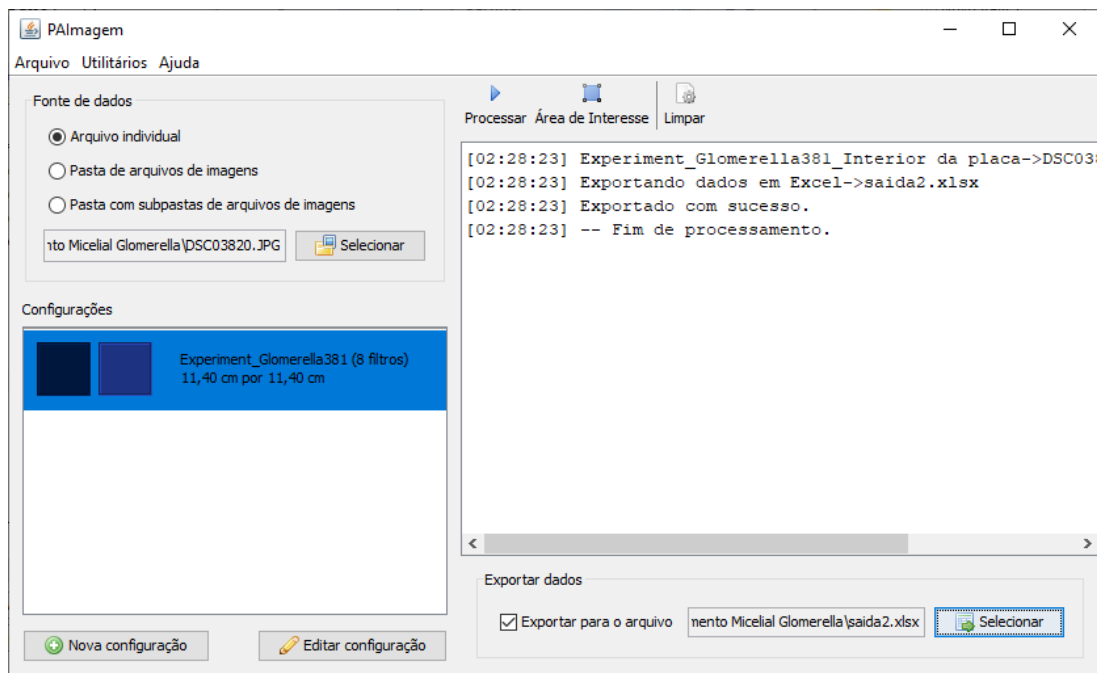 PAImagem
Arquivo Utilitários Ajuda
Fonte de dados
Arquivo individual
Pasta de arquivos de imagens
Pasta com subpastas de arquivos de imagens
nto Micelial Glomerella\DSC03820.JPG Selecionar
Configurações
Experiment_Glomerella381 (8 filtros)
11,40 cm por 11,40 cm
Nova configuração Editar configuração
Processar Área de Interesse Limpar
[02:28:23] Experiment_Glomerella381_Interior da placa->DSC03
[02:28:23] Exportando dados em Excel->saida2.xlsx
[02:28:23] Exportado com sucesso.
[02:28:23] -- Fim de processamento.
Exportar dados
Exportar para o arquivo mento Micelial Glomerella\saida2.xlsx Selecionar